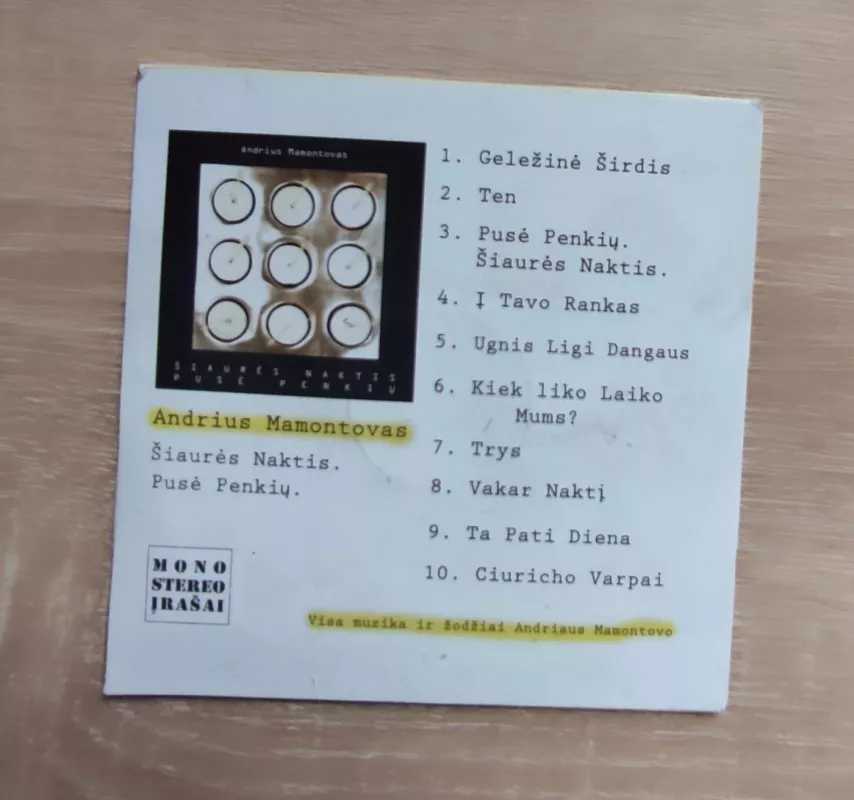 Andrius Mamontovas
ŠIAURĖS NAKTIS
PUSĖ PENKIŲ
Andrius Mamontovas
Šiaurės Naktis.
Pusė Penkių.
MONO
STEREO
ĮRAŠAI
1. Geležinė Širdis
2. Ten
3. Pusė Penkių.
Šiaurės Naktis.
4. Į Tavo Rankas
5. Ugnis Ligi Dangaus
6. Kiek liko Laiko
Mums?
7. Trys
8. Vakar Naktį
9. Ta Pati Diena
10. Ciuricho Varpai
Visa muzika ir žodžiai Andriaus Mamontovo